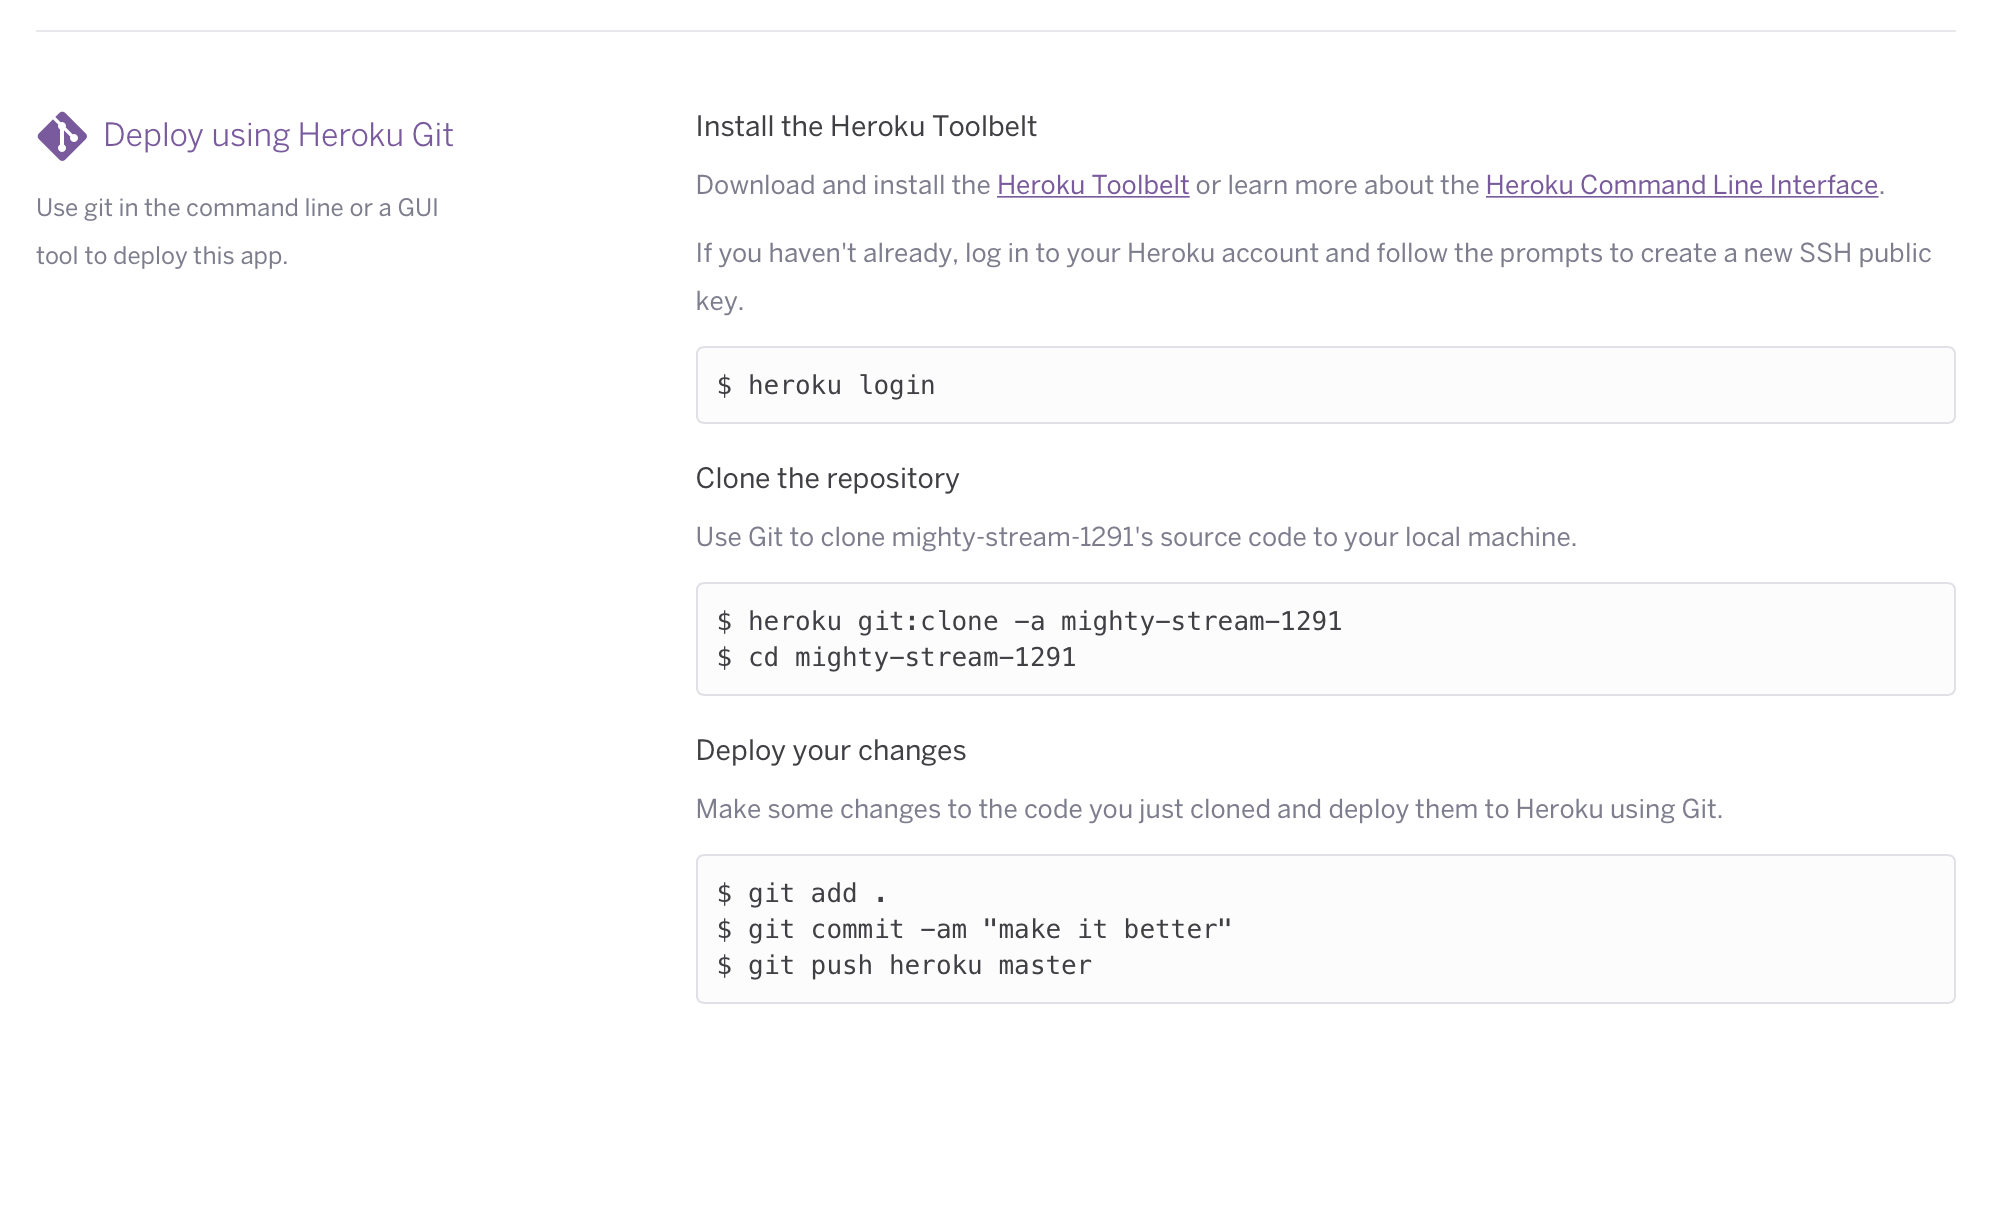 Deploy using Heroku Git
Use git in the command line or a GUI
tool to deploy this app.
Install the Heroku Toolbelt
Download and install the Heroku Toolbelt or learn more about the Heroku Command Line Interface.
If you haven't already, log in to your Heroku account and follow the prompts to create a new SSH public
key.
$ heroku login
Clone the repository
Use Git to clone mighty-stream-1291's source code to your local machine.
$ heroku git:clone -a mighty-stream-1291
$ cd mighty-stream-1291
Deploy your changes
Make some changes to the code you just cloned and deploy them to Heroku using Git.
$ git add .
$ git commit -am "make it better"
$ git push heroku master